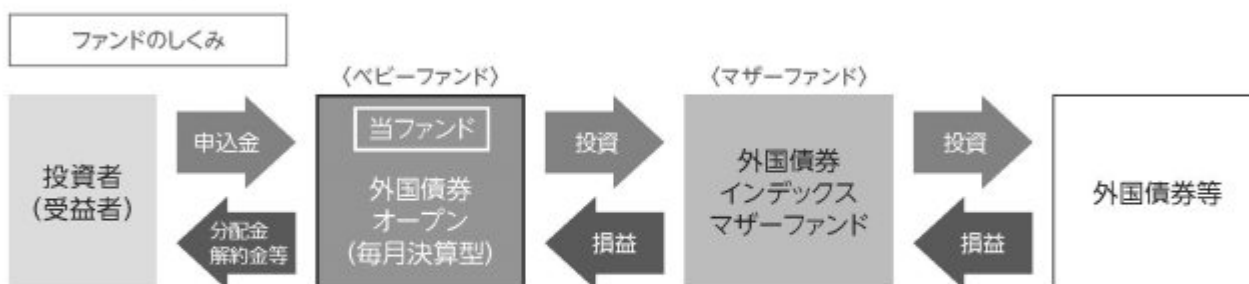 ファンドのしくみ
〈ベビーファンド〉
〈マザーファンド〉
投資者
(受益者)
申込金
分配金
解約金等
当ファンド
外国債券
オープン
(毎月決算型)
投資
損益
外国債券
インデックス
マザーファンド
投資
損益
外国債券等